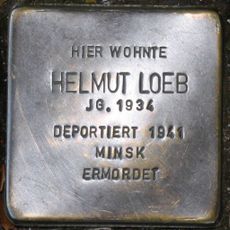 HIER WOHNTE
HELMUT LOEB
JG. 1934
DEPORTIERT 1941
MINSK
ERMORDET